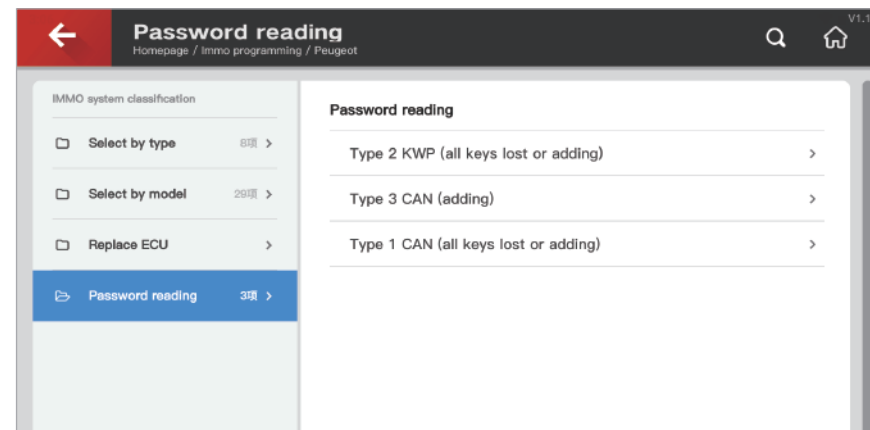 Password reading
V1.1
Homepage / Immo programming / Peugeot
IMMO system classification
Select by type 8項
Select by model 29項
Replace ECU
Password reading 3項
Password reading
Type 2 KWP (all keys lost or adding)
Type 3 CAN (adding)
Type 1 CAN (all keys lost or adding)